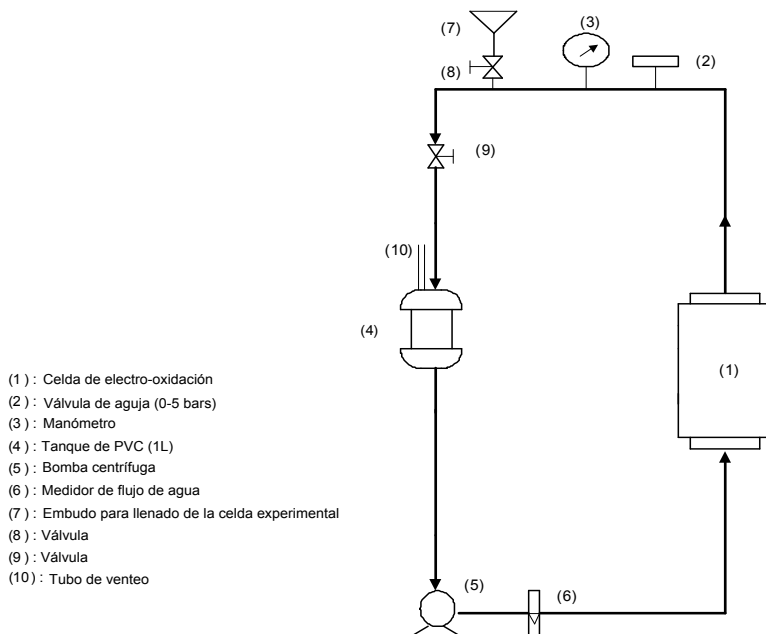 (7)
(3)
(2)
(8)
(9)
(10)
(4)
(1)
(1 ) : Celda de electro-oxidación
(2 ) : Válvula de aguja (0-5 bars)
(3 ) : Manómetro
(4 ) : Tanque de PVC (1L)
(5 ) : Bomba centrífuga
(6 ) : Medidor de flujo de agua
(7 ) : Embudo para llenado de la celda experimental
(8 ) : Válvula
(9 ) : Válvula
(10) : Tubo de venteo
(5)
(6)